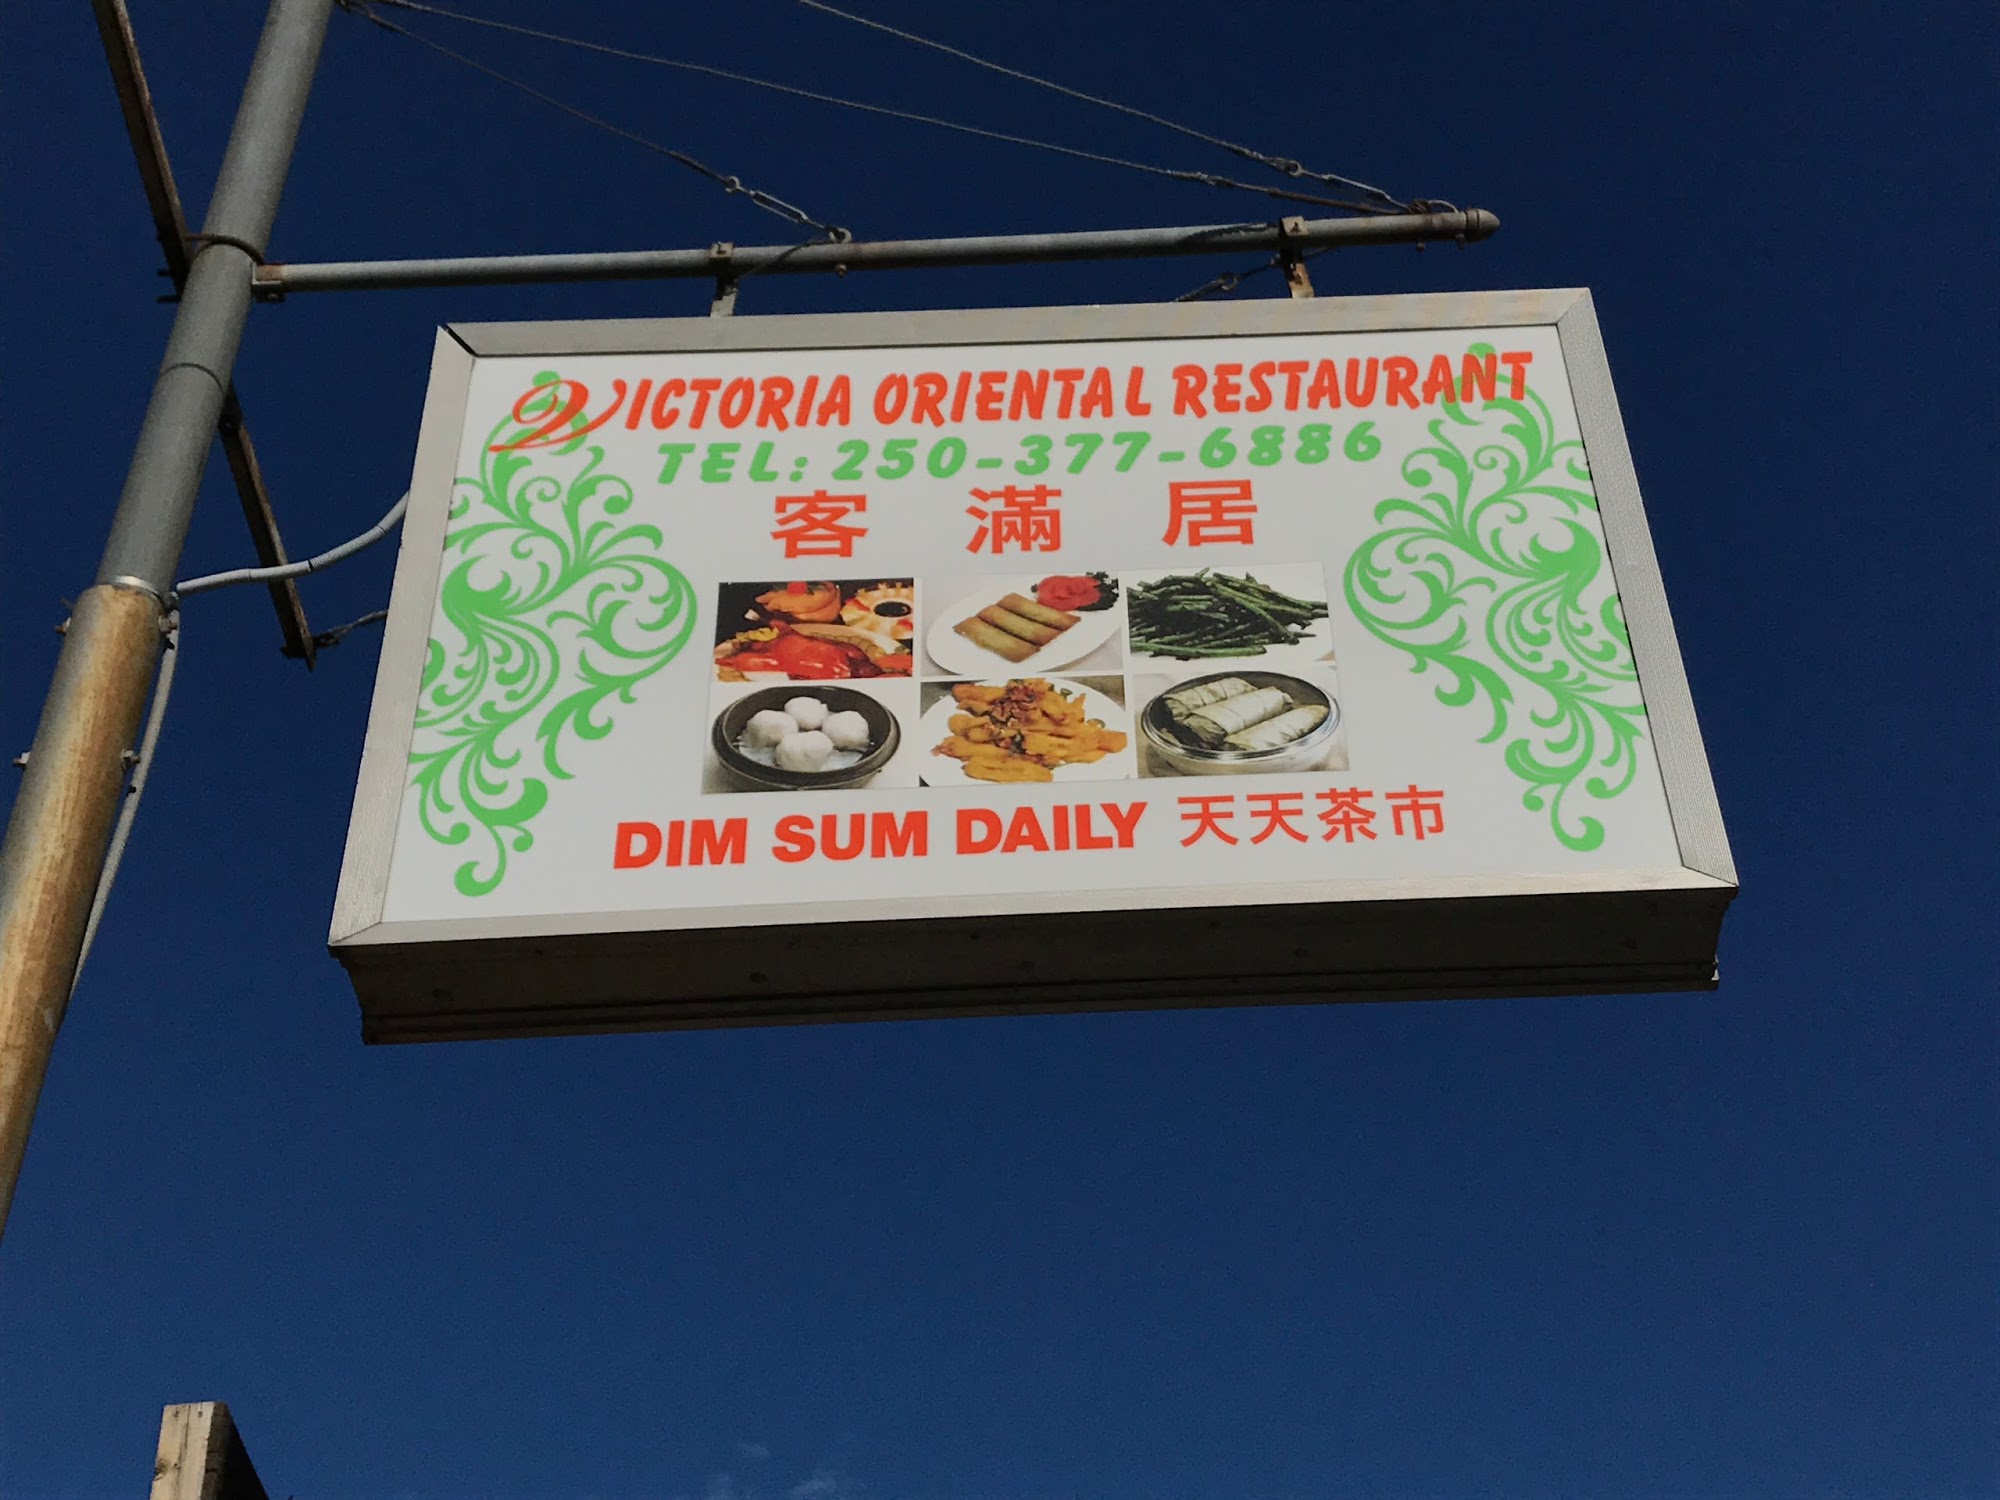 VICTORIA ORIENTAL RESTAURANT
TEL: 250-377-6886
客滿居
DIM SUM DAILY 天天茶市